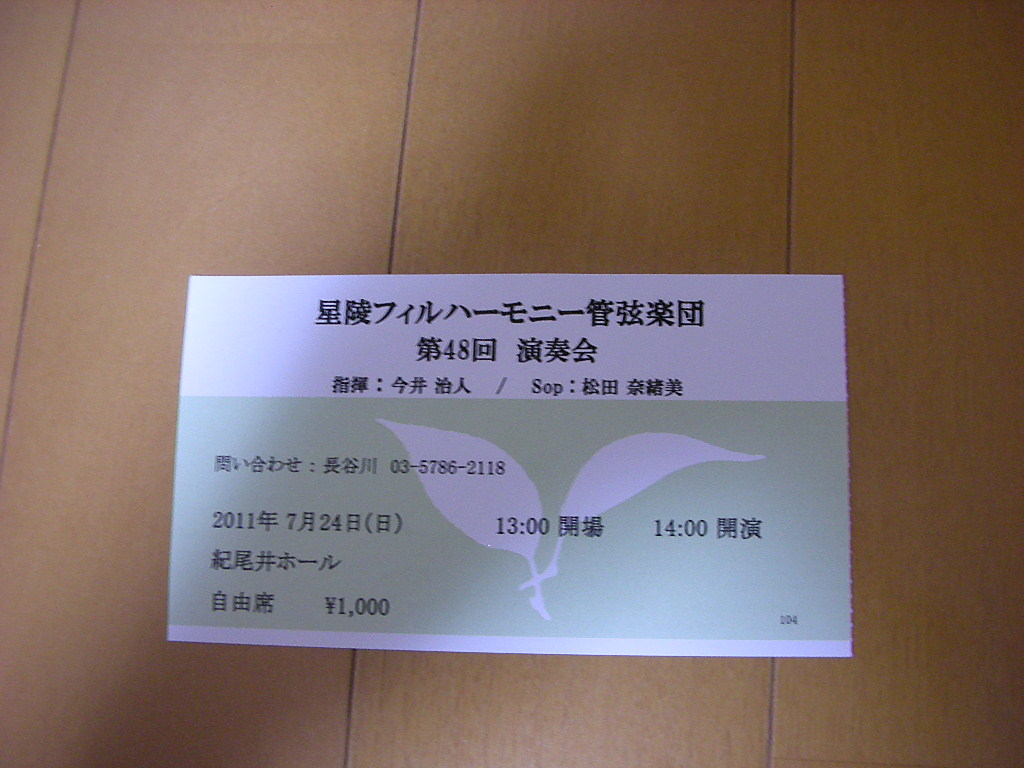 星陵フィルハーモニー管弦楽団
第48回 演奏会
指揮：今井 治人 / Sop：松田 奈緒美
問い合わせ：長谷川 03-5786-2118
2011年 7月24日(日) 13:00 開場 14:00 開演
紀尾井ホール
自由席 ¥1,000
104